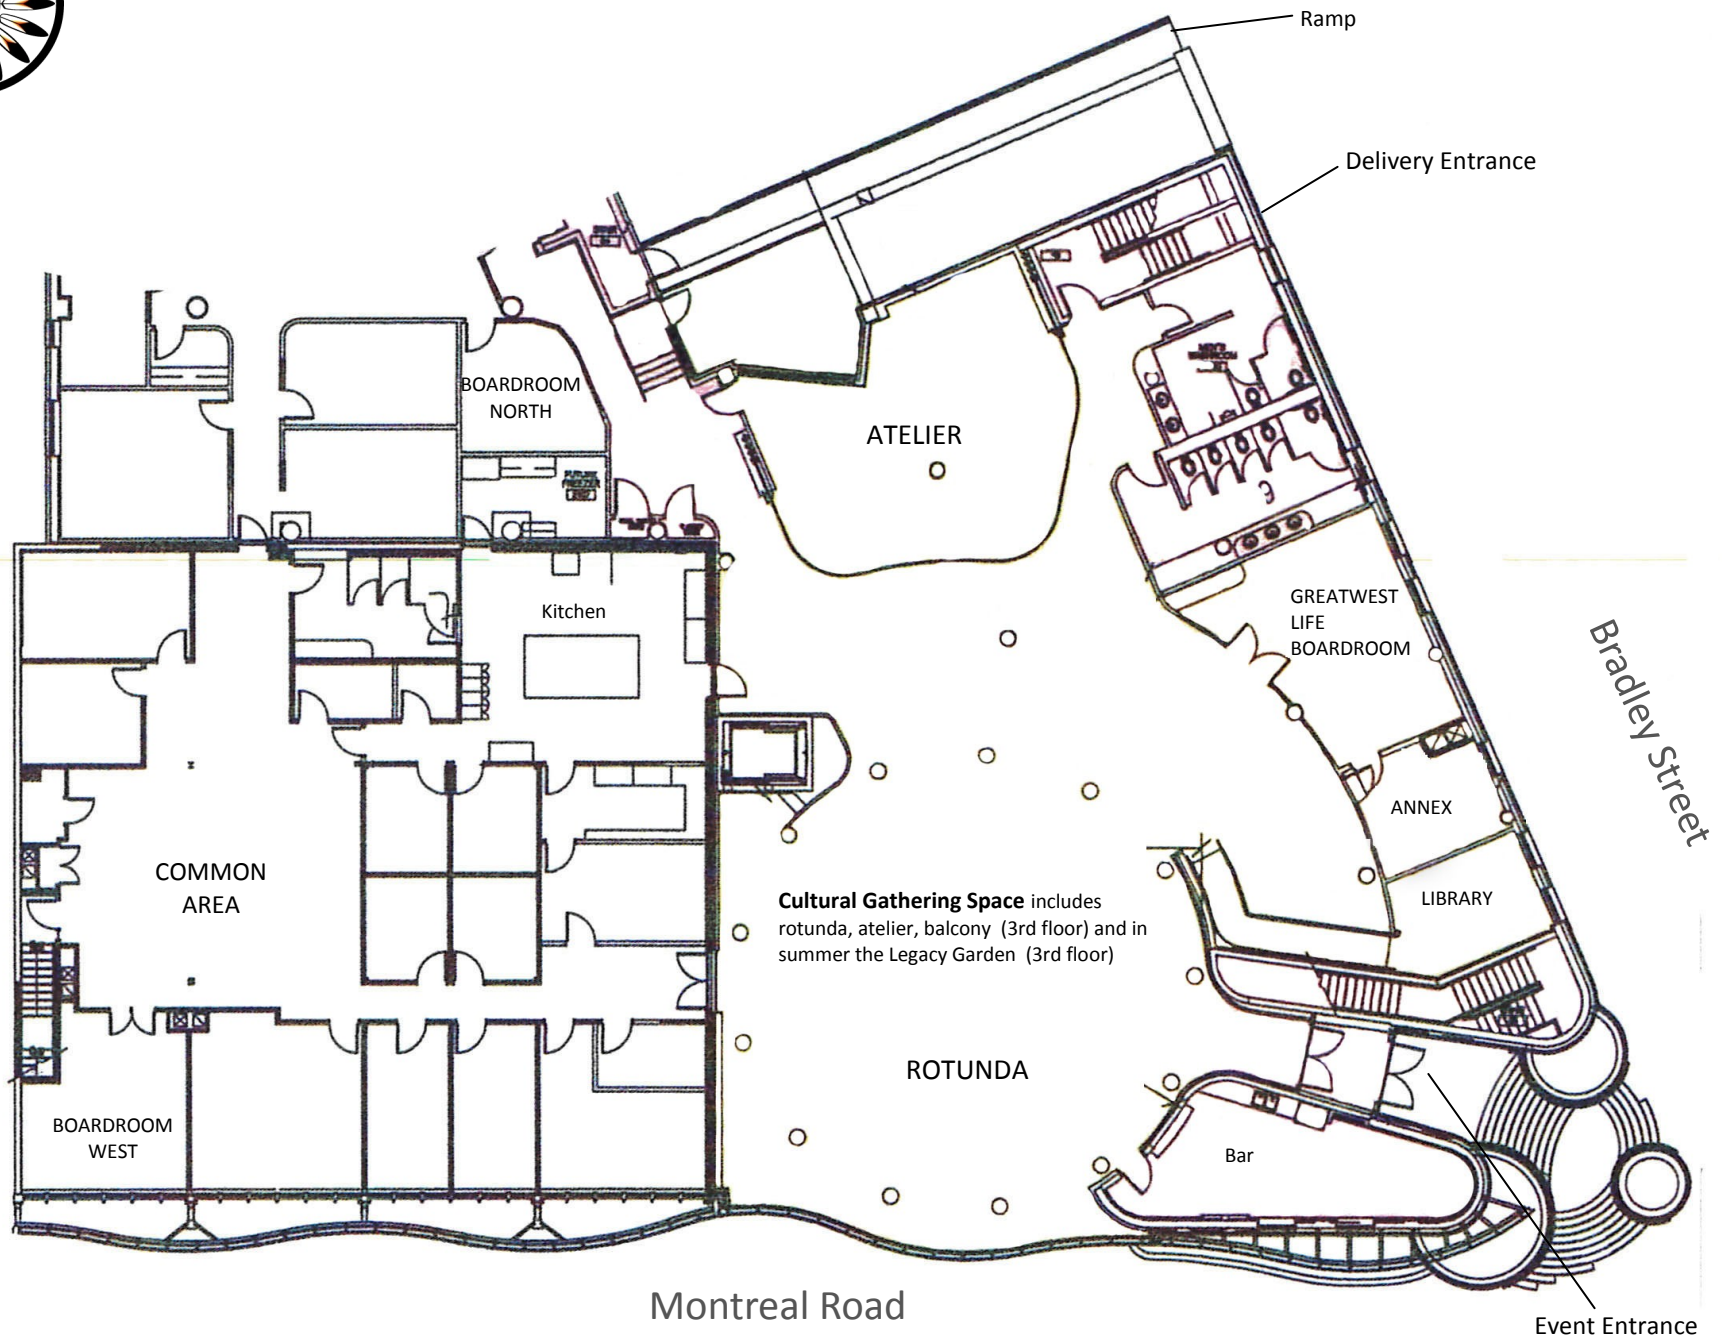 Ramp
Delivery Entrance
BOARDROOM
NORTH
ATELIER
Kitchen
GREATWEST
LIFE
BOARDROOM
Bradley Street
ANNEX
COMMON
AREA
LIBRARY
Cultural Gathering Space includes
rotunda, atelier, balcony (3rd floor) and in
summer the Legacy Garden (3rd floor)
ROTUNDA
BOARDROOM
WEST
Bar
Montreal Road
Event Entrance